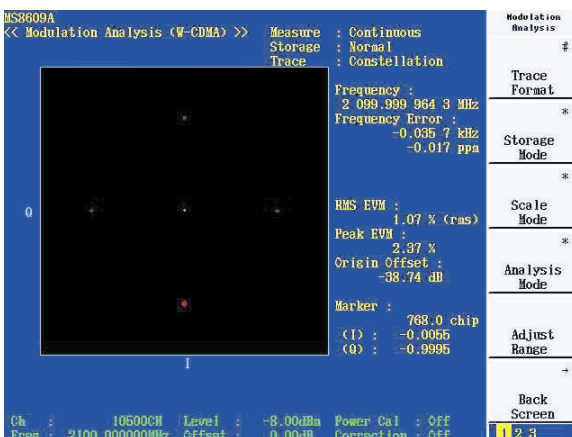 MS8609A
<< Modulation Analysis (W-CDMA) >>
Measure : Continuous
Storage : Normal
Trace : Constellation
Frequency :
2 099.999 964 3 MHz
Frequency Error :
-0.035 7 kHz
-0.017 ppm
RMS EVM :
1.07 % (rms)
Peak EVM :
2.37 %
Origin Offset :
-38.74 dB
Marker :
768.0 chip
(I) : -0.0055
(Q) : -0.9995
Q
I
Ch : 10500CH Level : -8.00dBm Power Cal : Off
Freq : 2100.000000MHz Offset : 0.00dB Correction : Off
Modulation
Analysis
#
Trace
Format
*
Storage
Mode
*
Scale
Mode
*
Analysis
Mode
Adjust
Range
→
Back
Screen
1 2 3